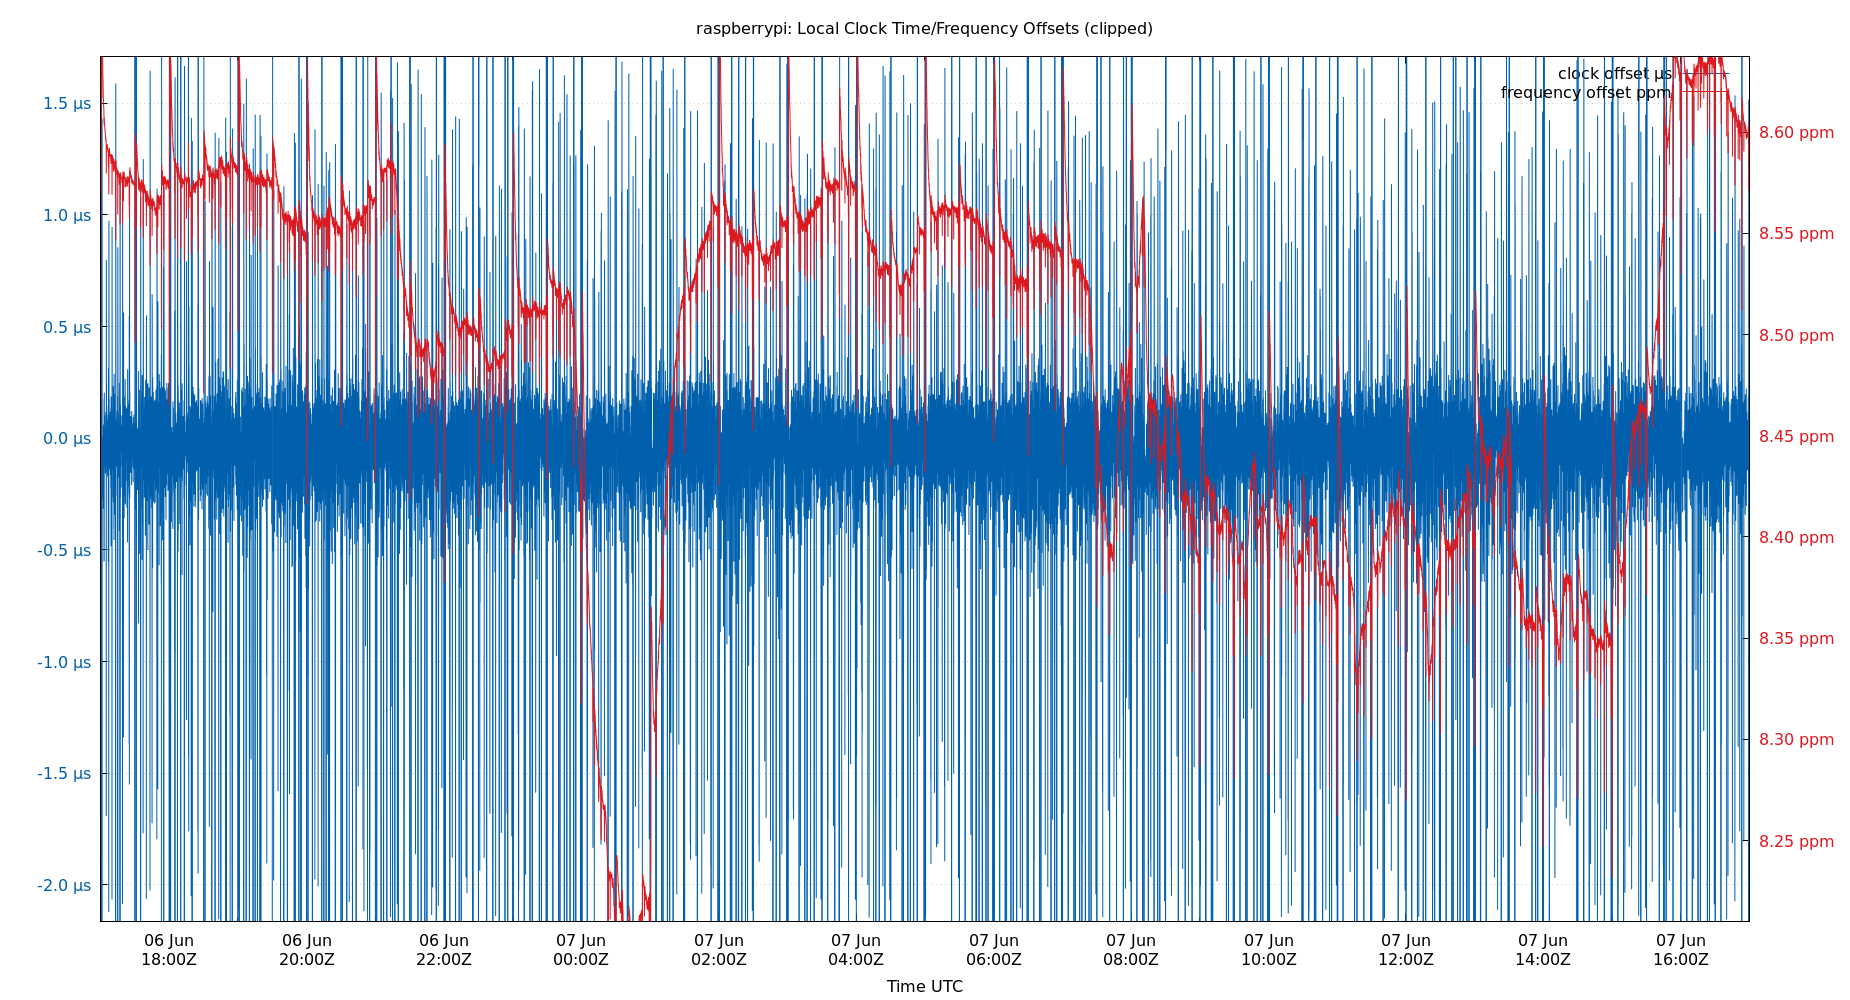 raspberrypi: Local Clock Time/Frequency Offsets (clipped)
clock offset µs
frequency offset ppm
1.5 µs
1.0 µs
0.5 µs
0.0 µs
-0.5 µs
-1.0 µs
-1.5 µs
-2.0 µs
8.60 ppm
8.55 ppm
8.50 ppm
8.45 ppm
8.40 ppm
8.35 ppm
8.30 ppm
8.25 ppm
06 Jun
18:00Z
06 Jun
20:00Z
06 Jun
22:00Z
07 Jun
00:00Z
07 Jun
02:00Z
07 Jun
04:00Z
07 Jun
06:00Z
07 Jun
08:00Z
07 Jun
10:00Z
07 Jun
12:00Z
07 Jun
14:00Z
07 Jun
16:00Z
Time UTC